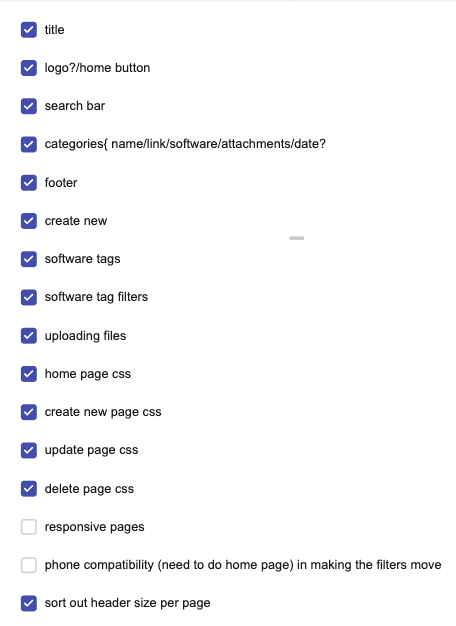 title
logo?/home button
search bar
categories{ name/link/software/attachments/date?
footer
create new
software tags
software tag filters
uploading files
home page css
create new page css
update page css
delete page css
responsive pages
phone compatibility (need to do home page) in making the filters move
sort out header size per page